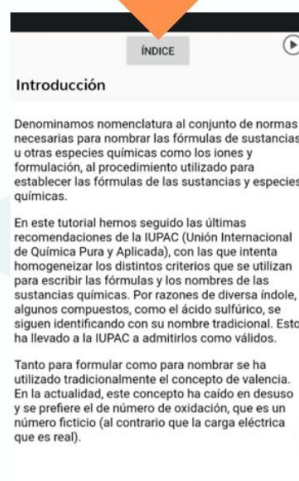 ÍNDICE
Introducción
Denominamos nomenclatura al conjunto de normas
necesarias para nombrar las fórmulas de sustancias
u otras especies químicas como los iones y
formulación, al procedimiento utilizado para
establecer las fórmulas de las sustancias y especies
químicas.
En este tutorial hemos seguido las últimas
recomendaciones de la IUPAC (Unión Internacional
de Química Pura y Aplicada), con las que intenta
homogeneizar los distintos criterios que se utilizan
para escribir las fórmulas y los nombres de las
sustancias químicas. Por razones de diversa índole,
algunos compuestos, como el ácido sulfúrico, se
siguen identificando con su nombre tradicional. Esto
ha llevado a la IUPAC a admitirlos como válidos.
Tanto para formular como para nombrar se ha
utilizado tradicionalmente el concepto de valencia.
En la actualidad, este concepto ha caído en desuso
y se prefiere el de número de oxidación, que es un
número ficticio (al contrario que la carga eléctrica
que es real).